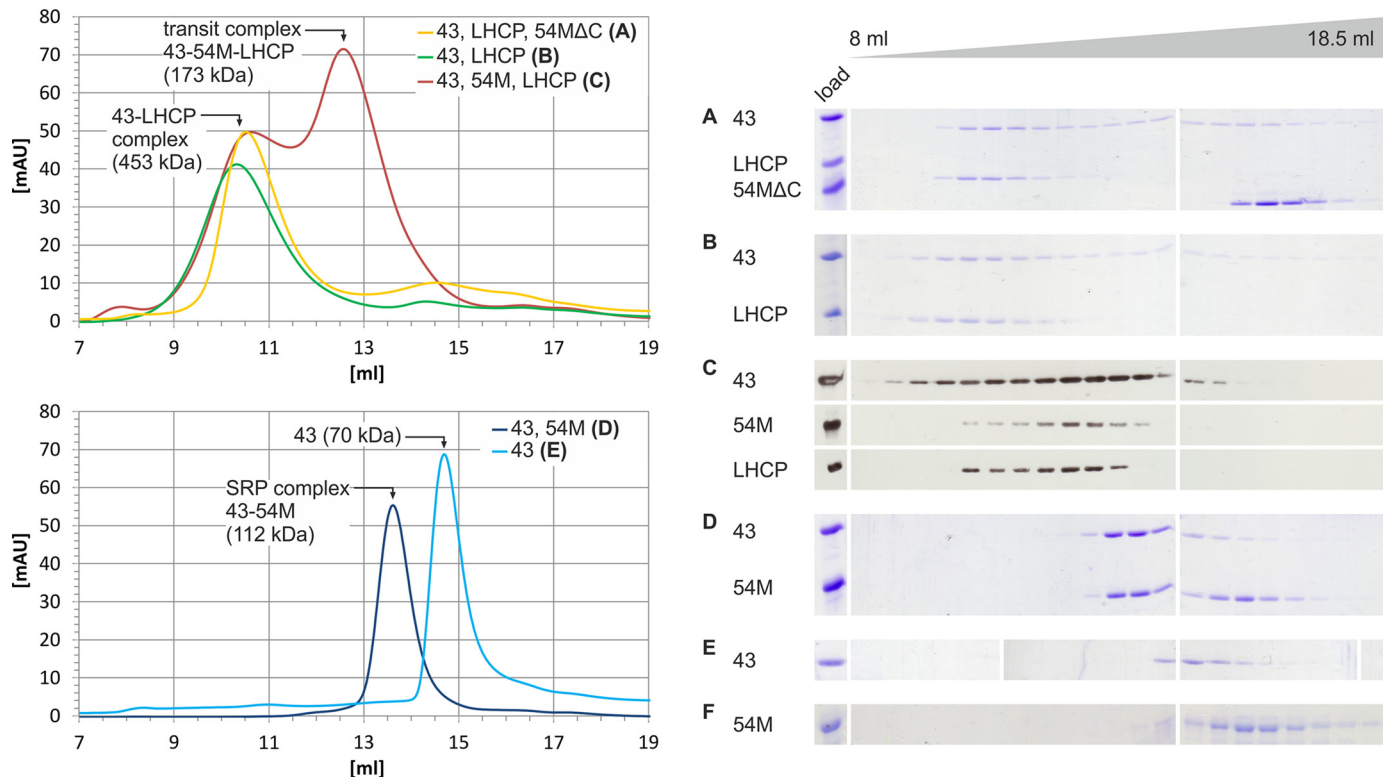 80
70
60
50
40
30
20
10
0
[mAU]
transit complex
43-54M-LHCP
(173 kDa)
43-LHCP
complex
(453 kDa)
43, LHCP, 54MΔC (A)
43, LHCP (B)
43, 54M, LHCP (C)
7 9 11 13 15 17 19
[ml]
80
70
60
50
40
30
20
10
0
[mAU]
43 (70 kDa)
SRP complex
43-54M
(112 kDa)
43, 54M (D)
43 (E)
7 9 11 13 15 17 19
[ml]
8 ml 18.5 ml
load
A 43
LHCP
54MΔC
B 43
LHCP
C 43
54M
LHCP
D 43
54M
E 43
F 54M